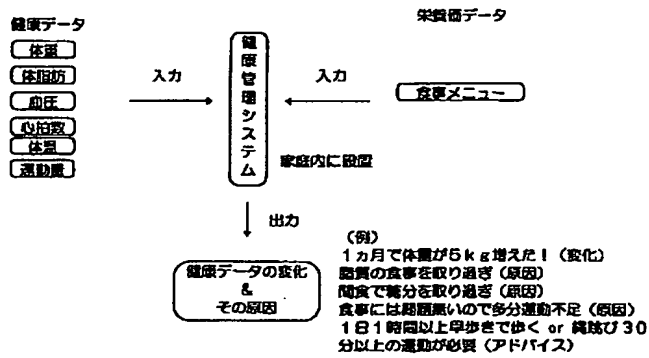 健康データ
体重
体脂肪
血圧
心拍数
体温
運動量
入力
健康管理システム
家庭内に設置
入力
栄養価データ
食事メニュー
出力
健康データの変化
&
その原因
(例)
1ヵ月で体重が5kg増えた!(変化)
脂質の食事を取り過ぎ(原因)
間食で糖分を取り過ぎ(原因)
食事には問題無いので多分運動不足(原因)
1日1時間以上早歩きで歩く or 縄跳び30
分以上の運動が必要(アドバイス)